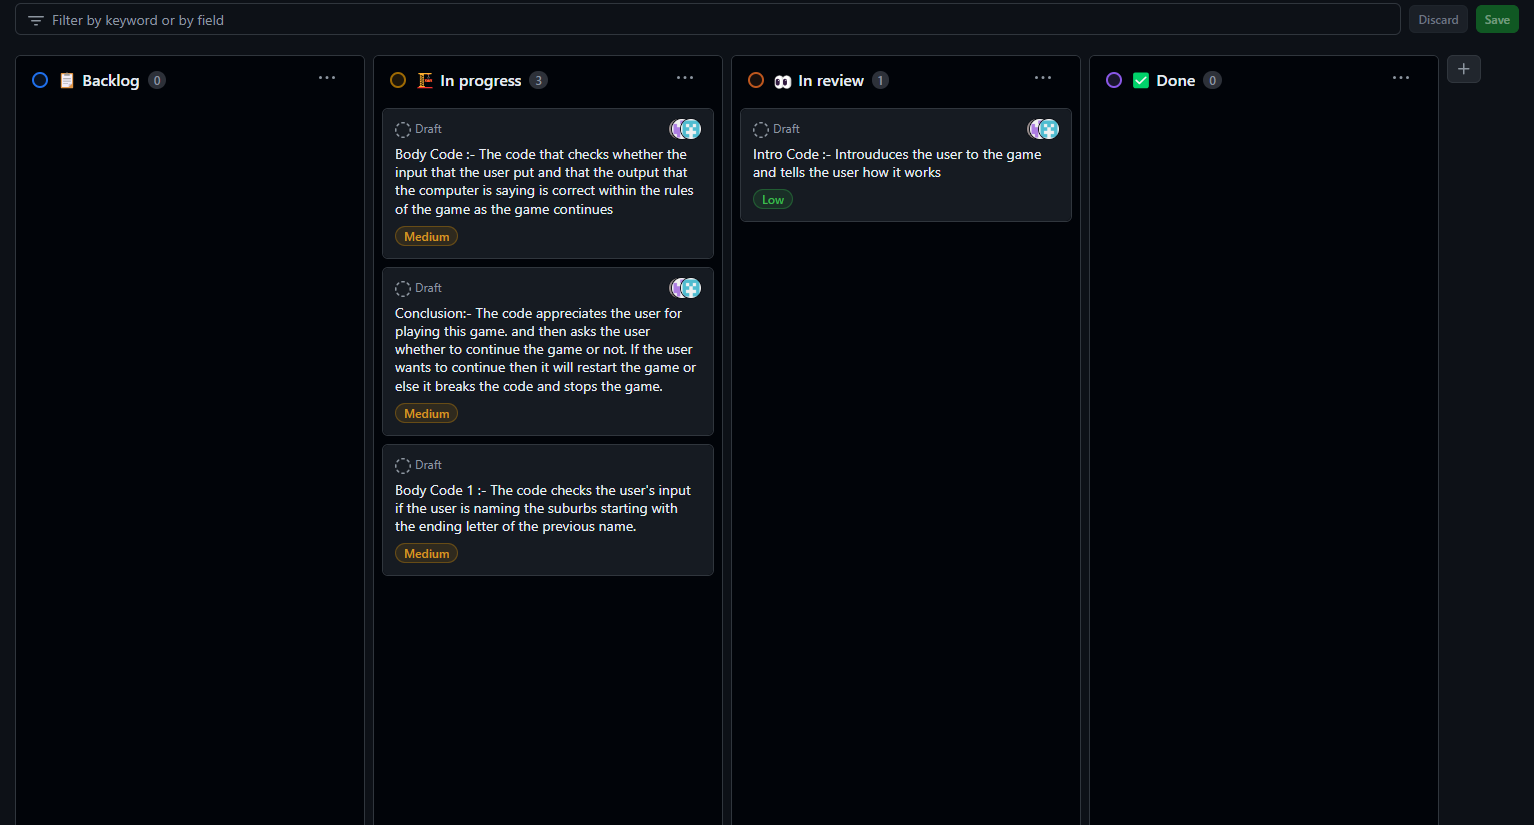 Filter by keyword or by field
Discard
Save
Backlog 0
In progress 3
Draft
Body Code :- The code that checks whether the
input that the user put and that the output that
the computer is saying is correct within the rules
of the game as the game continues
Medium
Draft
Conclusion:- The code appreciates the user for
playing this game. and then asks the user
whether to continue the game or not. If the user
wants to continue then it will restart the game or
else it breaks the code and stops the game.
Medium
Draft
Body Code 1 :- The code checks the user's input
if the user is naming the suburbs starting with
the ending letter of the previous name.
Medium
In review 1
Draft
Intro Code :- Introuduces the user to the game
and tells the user how it works
Low
Done 0